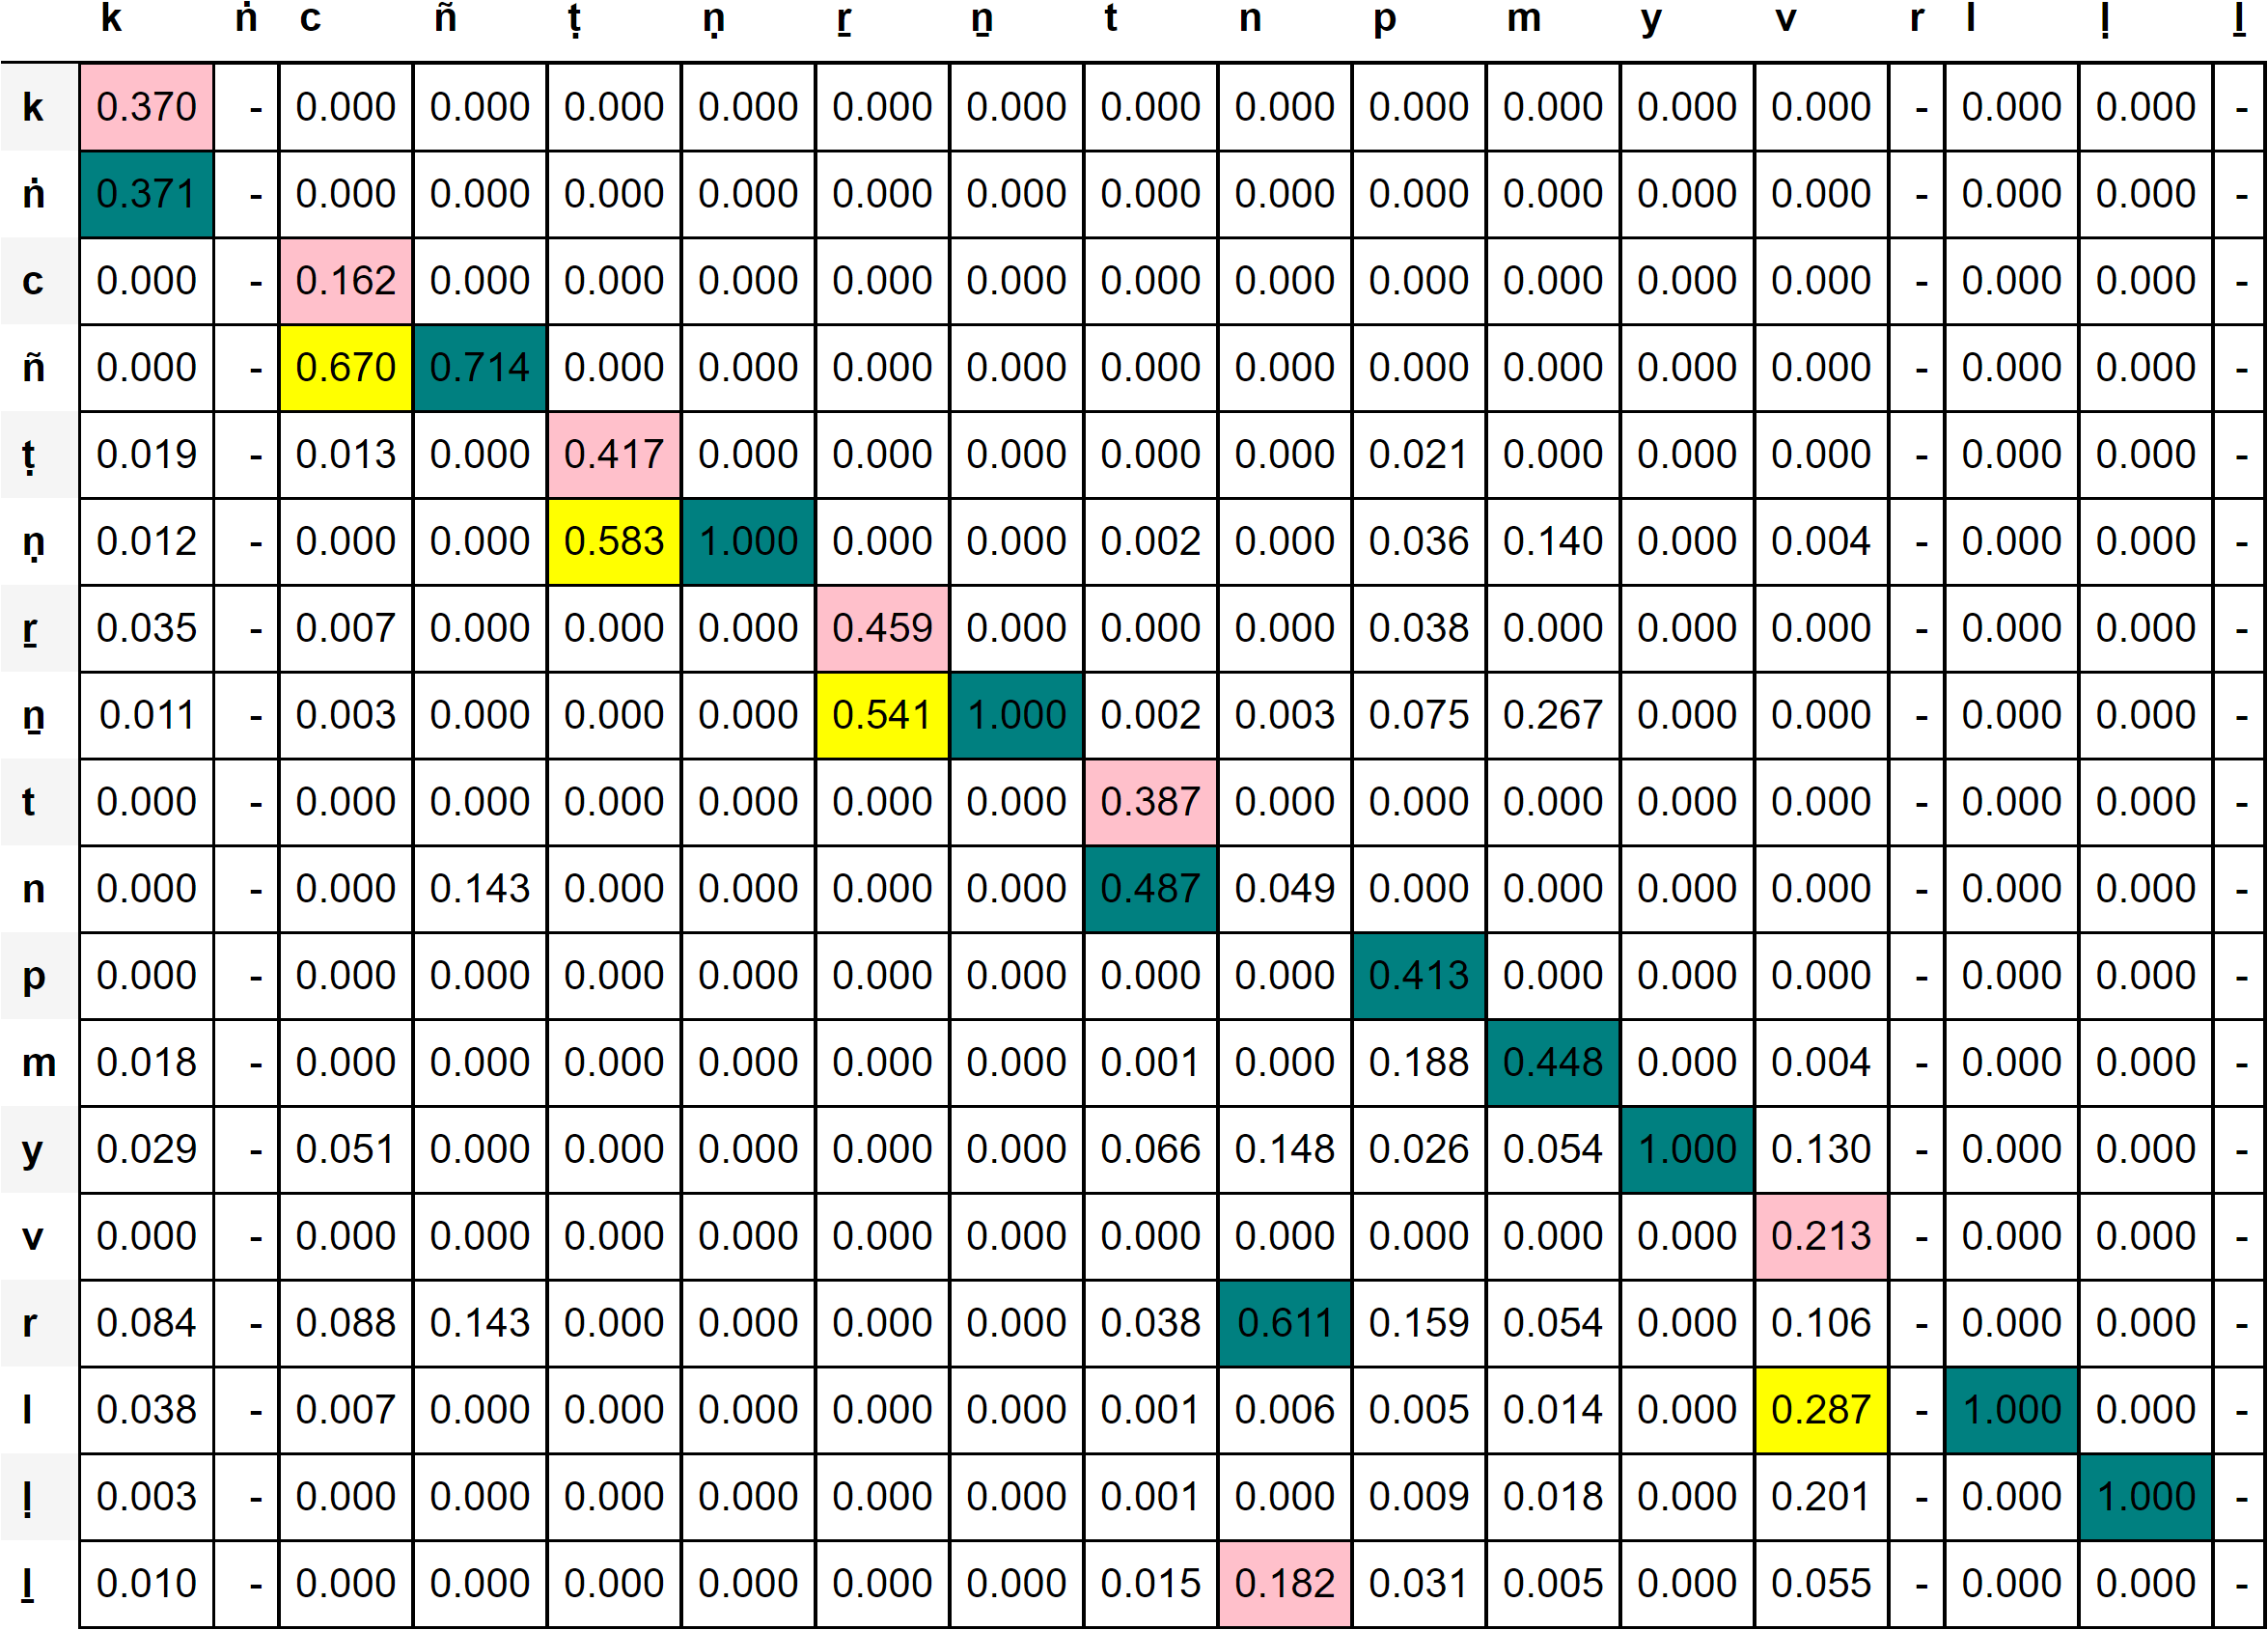 k ṅ c ñ ṭ ṇ ṟ ṉ t n p m y v r l ḷ ḻ
k 0.370 - 0.000 0.000 0.000 0.000 0.000 0.000 0.000 0.000 0.000 0.000 0.000 0.000 - 0.000 0.000 -
ṅ 0.371 - 0.000 0.000 0.000 0.000 0.000 0.000 0.000 0.000 0.000 0.000 0.000 0.000 - 0.000 0.000 -
c 0.000 - 0.162 0.000 0.000 0.000 0.000 0.000 0.000 0.000 0.000 0.000 0.000 0.000 - 0.000 0.000 -
ñ 0.000 - 0.670 0.714 0.000 0.000 0.000 0.000 0.000 0.000 0.000 0.000 0.000 0.000 - 0.000 0.000 -
ṭ 0.019 - 0.013 0.000 0.417 0.000 0.000 0.000 0.000 0.000 0.021 0.000 0.000 0.000 - 0.000 0.000 -
ṇ 0.012 - 0.000 0.000 0.583 1.000 0.000 0.000 0.002 0.000 0.036 0.140 0.000 0.004 - 0.000 0.000 -
ṟ 0.035 - 0.007 0.000 0.000 0.000 0.459 0.000 0.000 0.000 0.038 0.000 0.000 0.000 - 0.000 0.000 -
ṉ 0.011 - 0.003 0.000 0.000 0.000 0.541 1.000 0.002 0.003 0.075 0.267 0.000 0.000 - 0.000 0.000 -
t 0.000 - 0.000 0.000 0.000 0.000 0.000 0.000 0.387 0.000 0.000 0.000 0.000 0.000 - 0.000 0.000 -
n 0.000 - 0.000 0.143 0.000 0.000 0.000 0.000 0.487 0.049 0.000 0.000 0.000 0.000 - 0.000 0.000 -
p 0.000 - 0.000 0.000 0.000 0.000 0.000 0.000 0.000 0.000 0.413 0.000 0.000 0.000 - 0.000 0.000 -
m 0.018 - 0.000 0.000 0.000 0.000 0.000 0.000 0.001 0.000 0.188 0.448 0.000 0.004 - 0.000 0.000 -
y 0.029 - 0.051 0.000 0.000 0.000 0.000 0.000 0.066 0.148 0.026 0.054 1.000 0.130 - 0.000 0.000 -
v 0.000 - 0.000 0.000 0.000 0.000 0.000 0.000 0.000 0.000 0.000 0.000 0.000 0.213 - 0.000 0.000 -
r 0.084 - 0.088 0.143 0.000 0.000 0.000 0.000 0.038 0.611 0.159 0.054 0.000 0.106 - 0.000 0.000 -
l 0.038 - 0.007 0.000 0.000 0.000 0.000 0.000 0.001 0.006 0.005 0.014 0.000 0.287 - 1.000 0.000 -
ḷ 0.003 - 0.000 0.000 0.000 0.000 0.000 0.000 0.001 0.000 0.009 0.018 0.000 0.201 - 0.000 1.000 -
ḻ 0.010 - 0.000 0.000 0.000 0.000 0.000 0.000 0.015 0.182 0.031 0.005 0.000 0.055 - 0.000 0.000 -